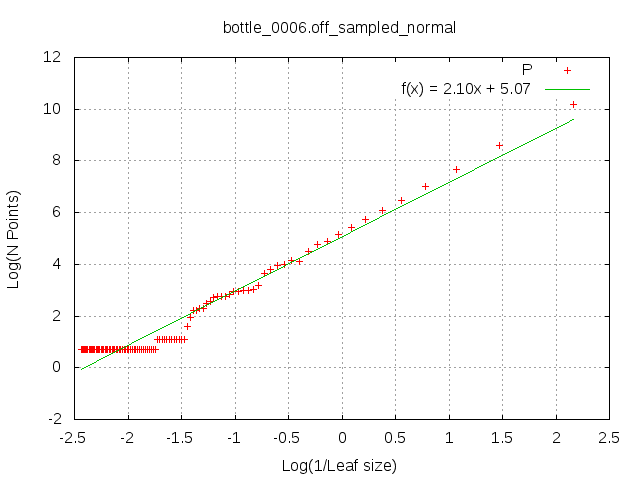 bottle_0006.off_sampled_normal
P
f(x) = 2.10x + 5.07
Log(N Points)
12
10
8
6
4
2
0
-2
-2.5 -2 -1.5 -1 -0.5 0 0.5 1 1.5 2 2.5
Log(1/Leaf size)